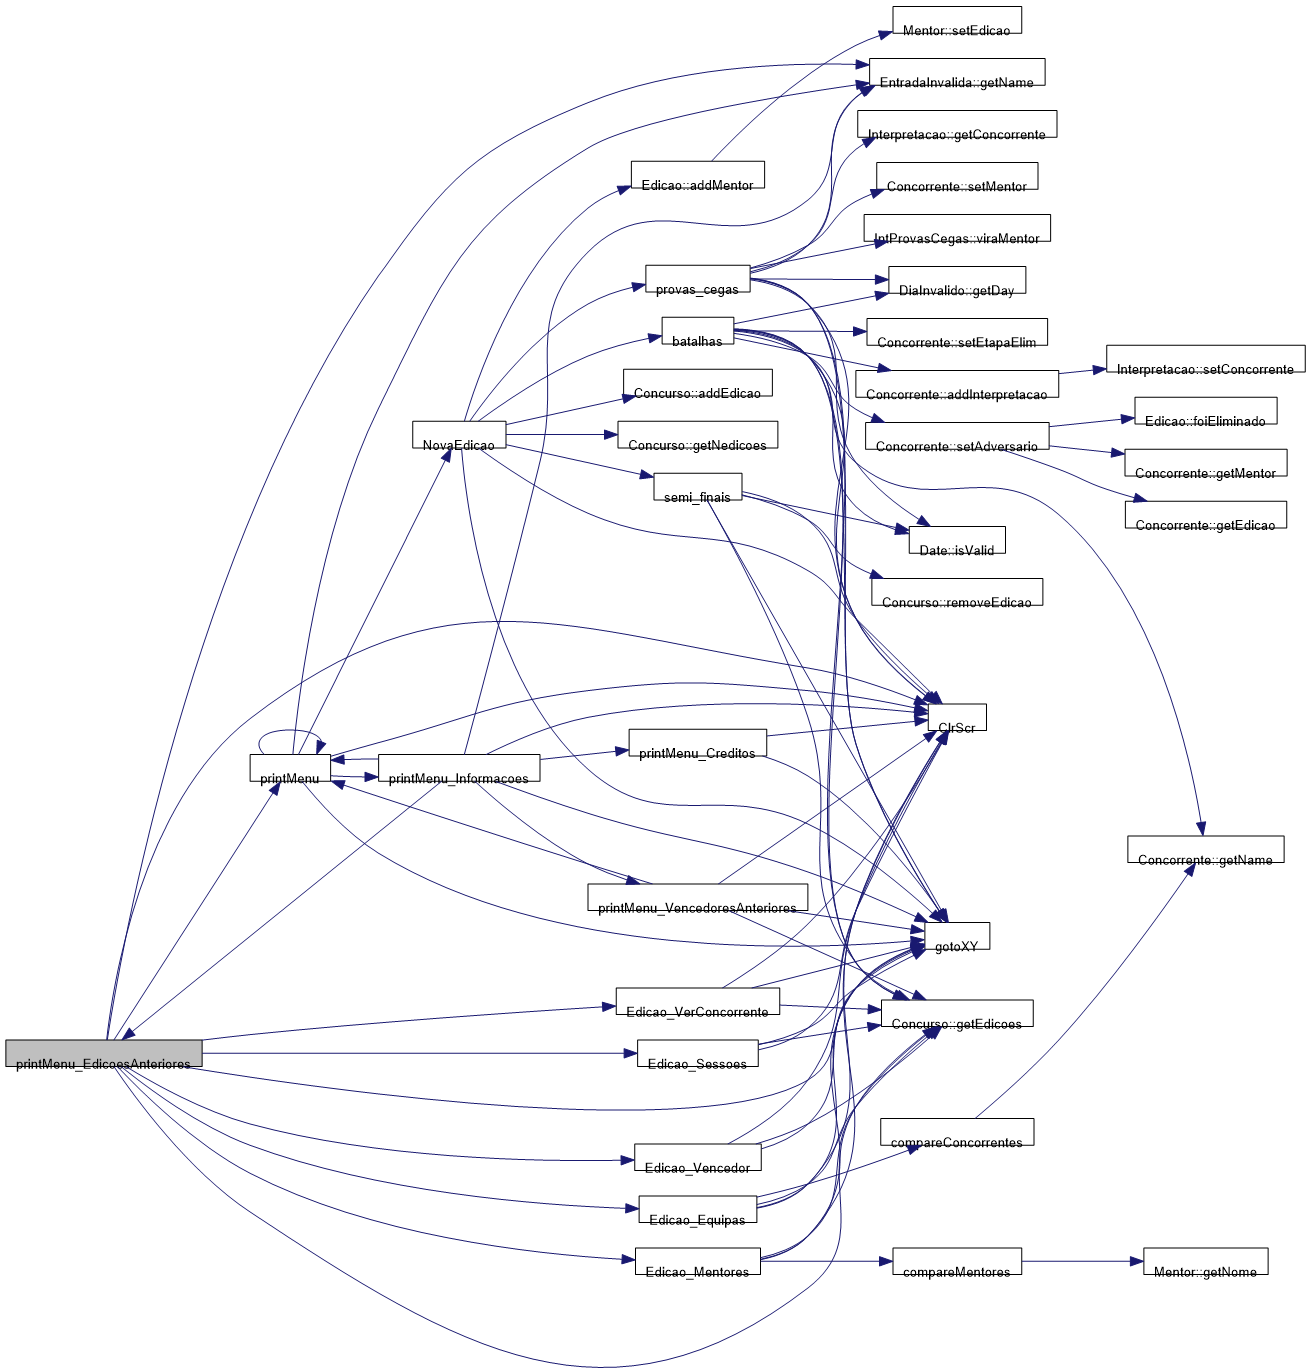 Mentor::setEdicao
EntradaInvalida::getName
Interpretacao::getConcorrente
Edicao::addMentor
Concorrente::setMentor
IntProvasCegas::viraMentor
provas_cegas
DiaInvalido::getDay
batalhas
Concorrente::setEtapaElim
Interpretacao::setConcorrente
Concurso::addEdicao
Concorrente::addInterpretacao
Edicao::foiEliminado
NovaEdicao
Concurso::getNedicoes
Concorrente::setAdversario
Concorrente::getMentor
semi_finais
Concorrente::getEdicao
Date::isValid
Concurso::removeEdicao
ClrScr
printMenu_Creditos
printMenu
printMenu_Informacoes
Concorrente::getName
printMenu_VencedoresAnteriores
gotoXY
Edicao_VerConcorrente
Concurso::getEdicoes
printMenu_EdicoesAnteriores
Edicao_Sessoes
compareConcorrentes
Edicao_Vencedor
Edicao_Equipas
Edicao_Mentores
compareMentores
Mentor::getNome